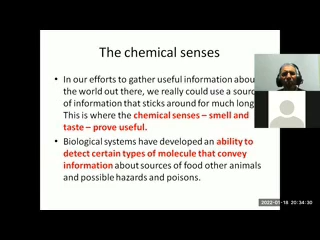 The chemical senses
• In our efforts to gather useful information abou
the world out there, we really could use a sourc
of information that sticks around for much long
This is where the chemical senses – smell and
taste – prove useful.
• Biological systems have developed an ability to
detect certain types of molecule that convey
information about sources of food other animals
and possible hazards and poisons.
2022-01-18 20:34:30